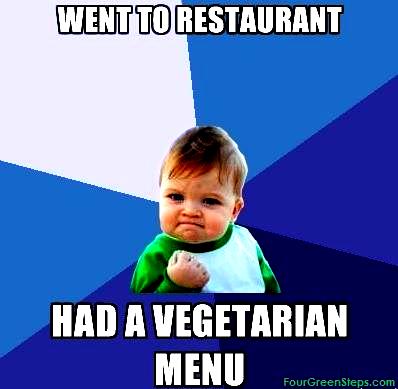 WENT TO RESTAURANT
HAD A VEGETARIAN
MENU
FourGreenSteps.com